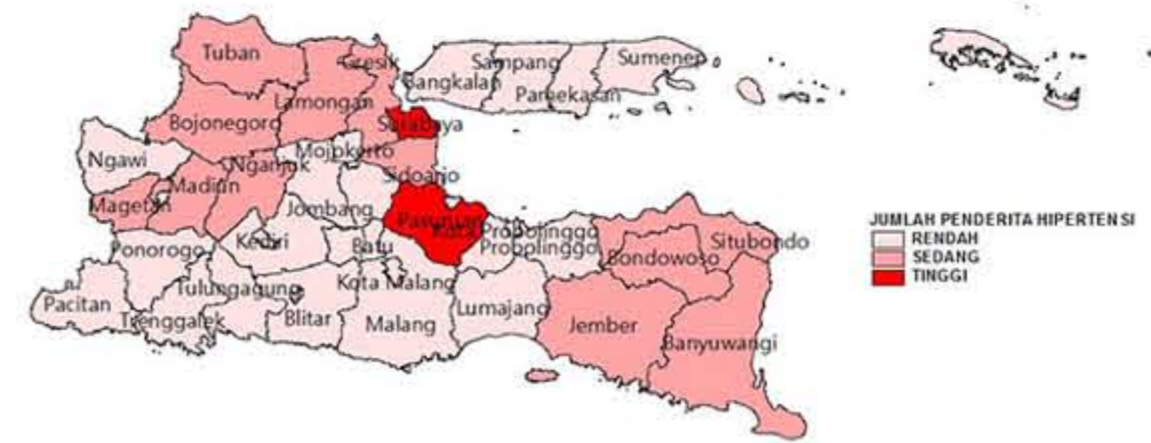 Tuban
Gresik
Bangkalan
Sampang
Sumenep
Pamekasan
Lamongan
Bojonegoro
Surabaya
Ngawi
Mojokerto
Nganjuk
Madiun
Sidoarjo
Magetan
Jombang
Pasuruan
Probolinggo
Ponorogo
Kediri
Batu
Probolinggo
Bondowoso
Situbondo
Tulungagung
Kota Malang
Pacitan
Trenggalek
Blitar
Malang
Lumajang
Jember
Banyuwangi
JUMLAH PENDERITA HIPERTENSI
RENDAH
SEDANG
TINGGI